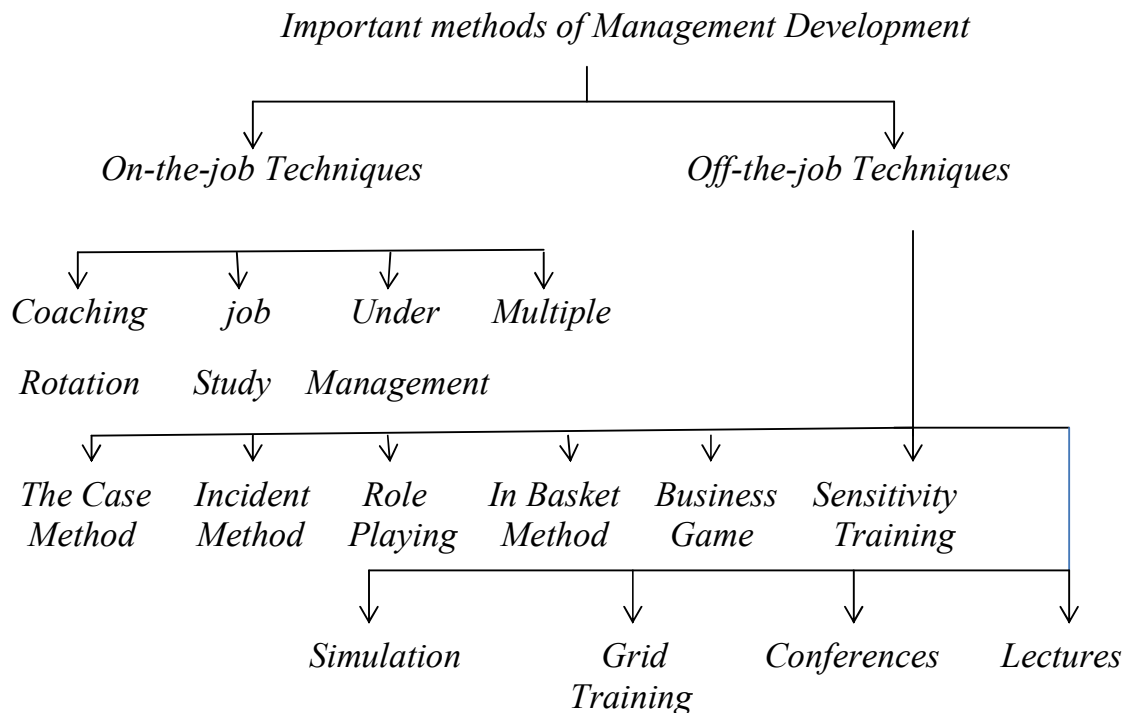 Important methods of Management Development
On-the-job Techniques Off-the-job Techniques
Coaching job Under Multiple
Rotation Study Management
The Case Incident Role In Basket Business Sensitivity
Method Method Playing Method Game Training
Simulation Grid Conferences Lectures
Training